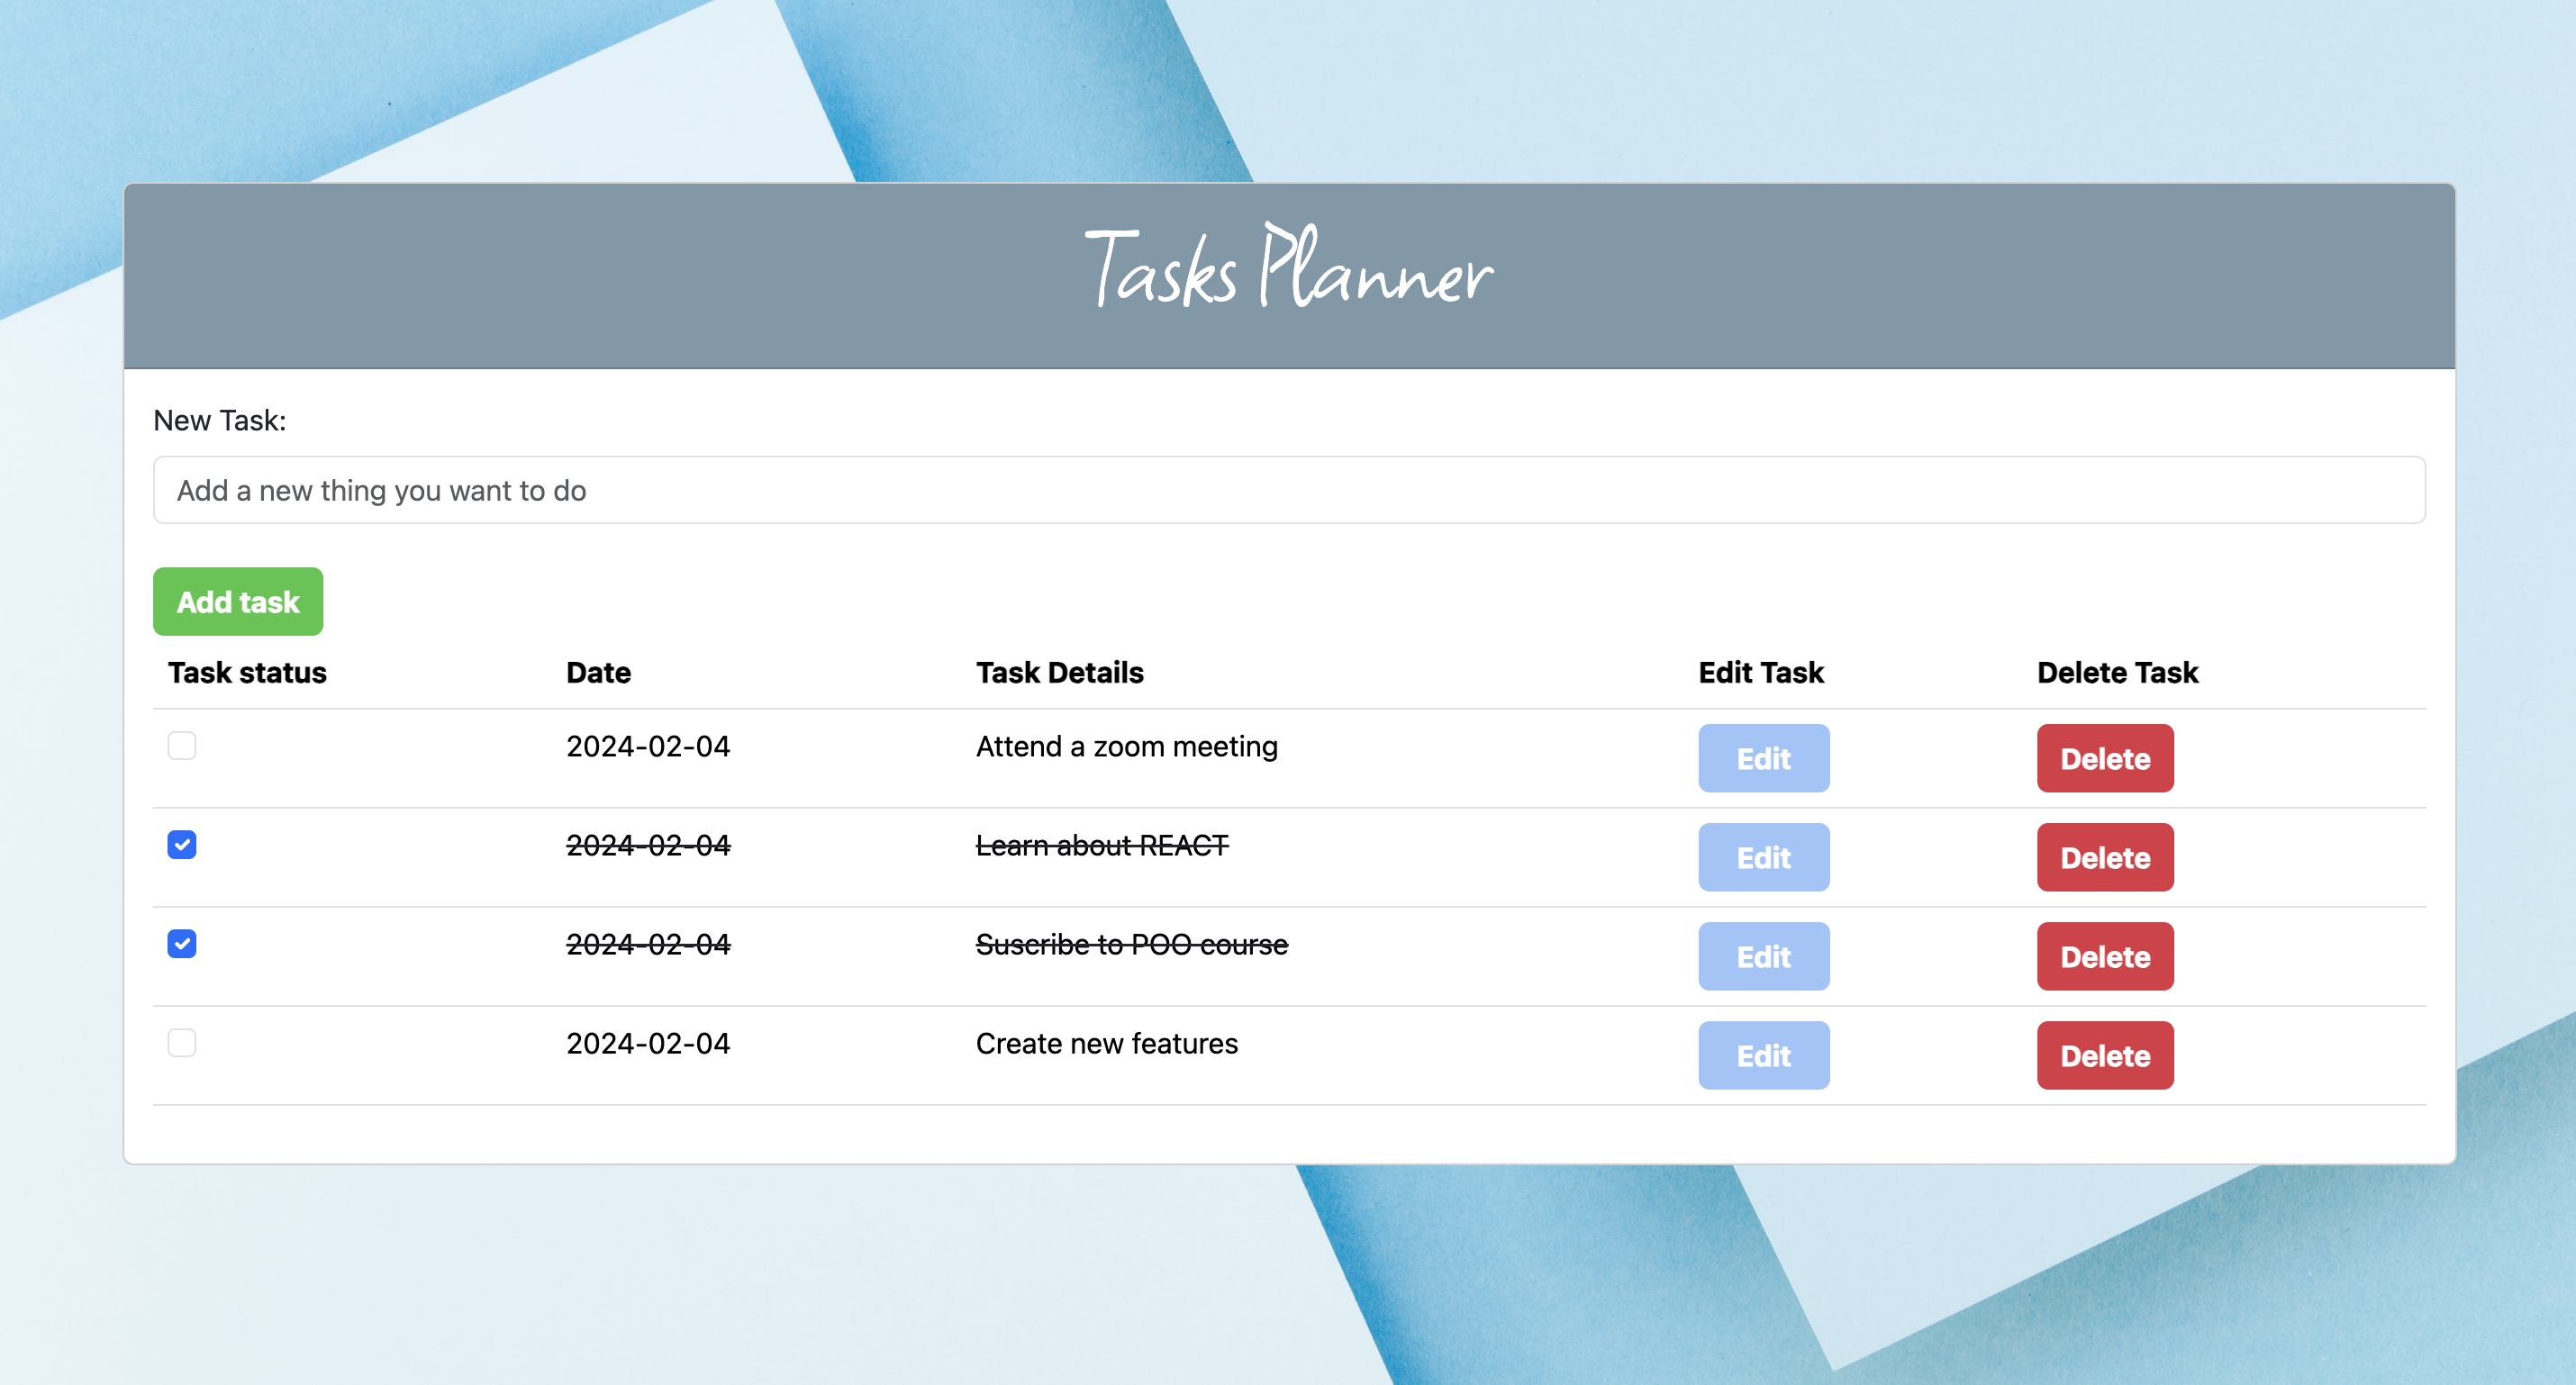 Tasks Planner
New Task:
Add a new thing you want to do
Add task
Task status Date Task Details Edit Task Delete Task
2024-02-04 Attend a zoom meeting Edit Delete
2024-02-04 Learn about REACT Edit Delete
2024-02-04 Suscribe to POO course Edit Delete
2024-02-04 Create new features Edit Delete